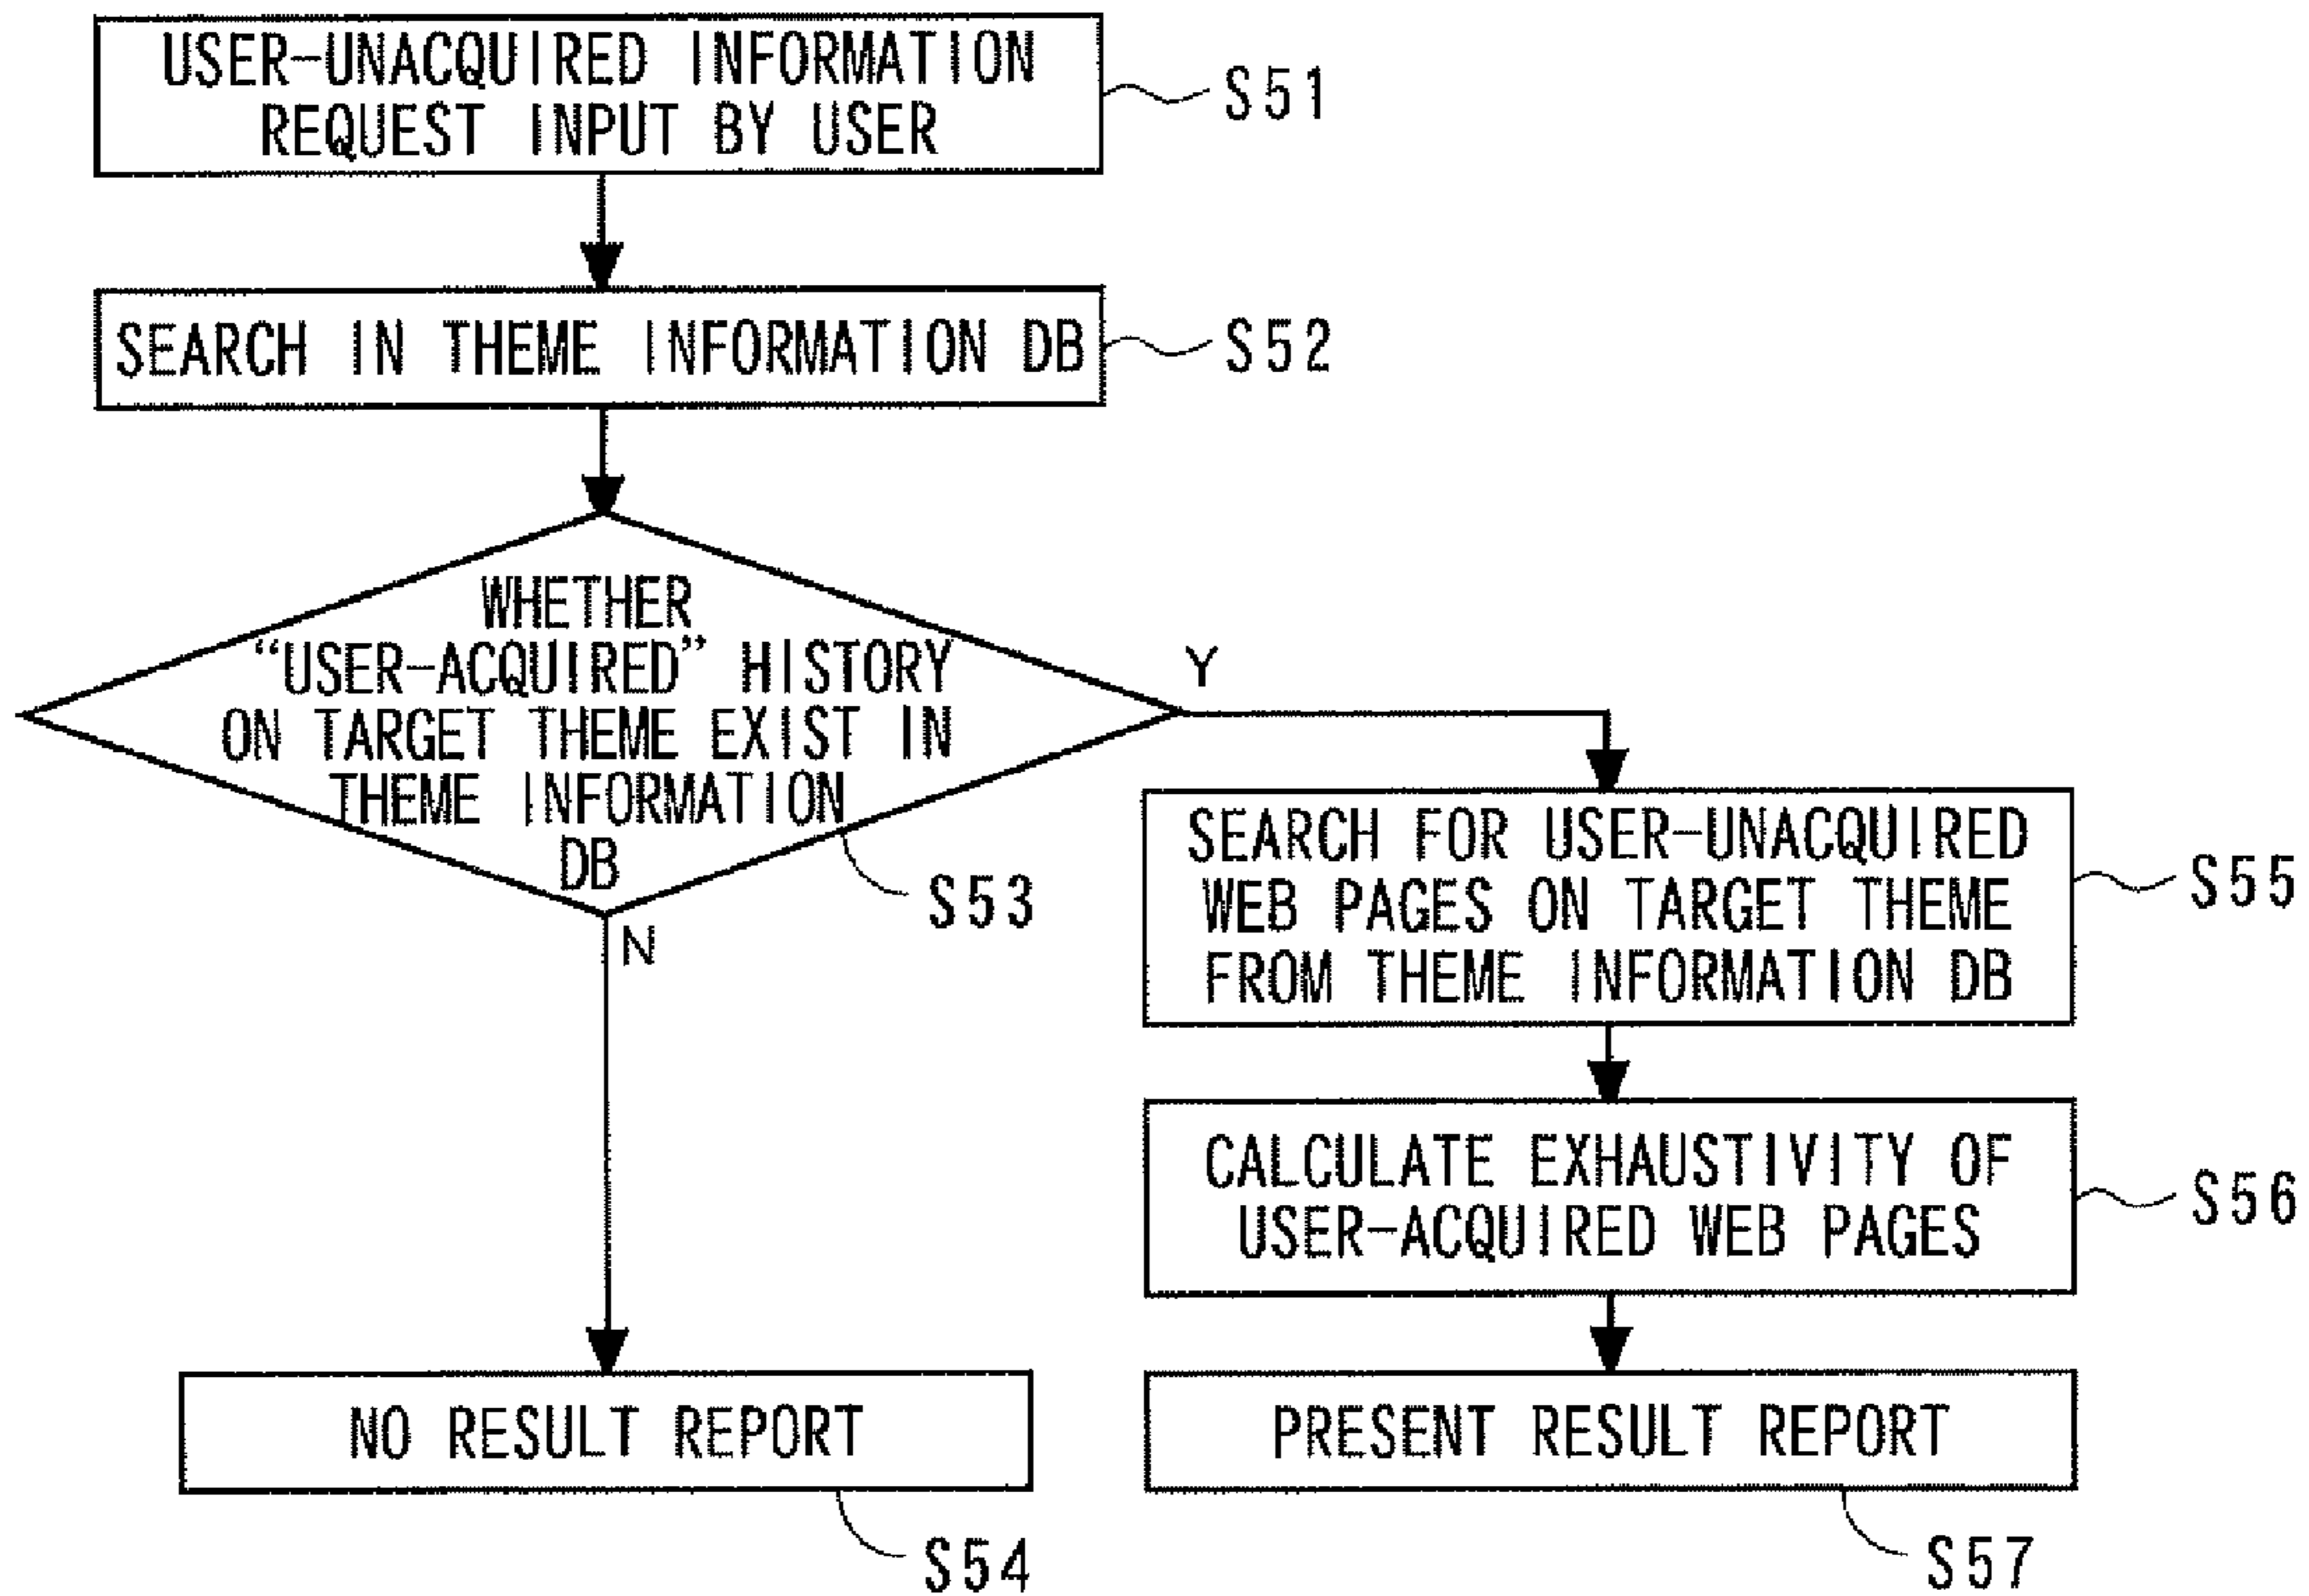 USER-UNACQUIRED INFORMATION
REQUEST INPUT BY USER
S51
SEARCH IN THEME INFORMATION DB
S52
WHETHER
“USER-ACQUIRED” HISTORY
ON TARGET THEME EXIST IN
THEME INFORMATION
DB
S53
Y
N
SEARCH FOR USER-UNACQUIRED
WEB PAGES ON TARGET THEME
FROM THEME INFORMATION DB
S55
CALCULATE EXHAUSTIVITY OF
USER-ACQUIRED WEB PAGES
S56
NO RESULT REPORT
S54
PRESENT RESULT REPORT
S57